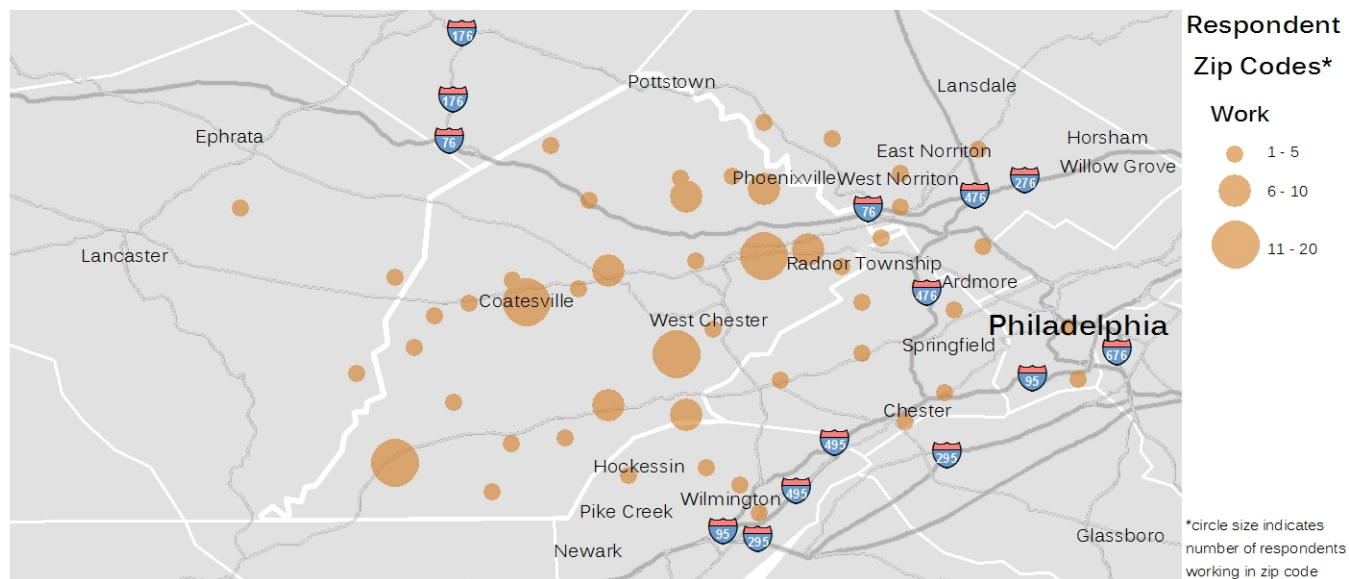 Respondent
Zip Codes*
Work
1 - 5
6 - 10
11 - 20
*circle size indicates
number of respondents
working in zip code
176
Pottstown
Lansdale
176
Ephrata
76
East Norriton
Horsham
Willow Grove
Phoenixville
West Norriton
276
476
76
Lancaster
Radnor Township
476
Ardmore
Coatesville
West Chester
Philadelphia
Springfield
676
95
Chester
495
295
Hockessin
495
Wilmington
Pike Creek
95
295
Glassboro
Newark